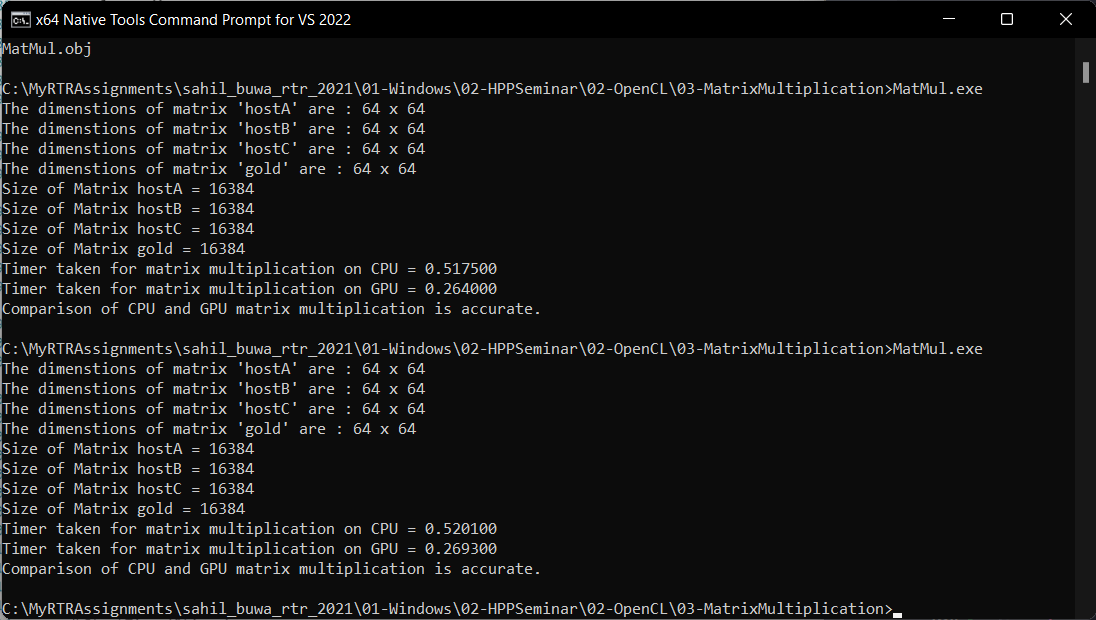 x64 Native Tools Command Prompt for VS 2022
MatMul.obj
C:\MyRTRAssignments\sahil_buwa_rtr_2021\01-Windows\02-HPPSeminar\02-OpenCL\03-MatrixMultiplication>MatMul.exe
The dimenstions of matrix 'hostA' are : 64 x 64
The dimenstions of matrix 'hostB' are : 64 x 64
The dimenstions of matrix 'hostC' are : 64 x 64
The dimenstions of matrix 'gold' are : 64 x 64
Size of Matrix hostA = 16384
Size of Matrix hostB = 16384
Size of Matrix hostC = 16384
Size of Matrix gold = 16384
Timer taken for matrix multiplication on CPU = 0.517500
Timer taken for matrix multiplication on GPU = 0.264000
Comparison of CPU and GPU matrix multiplication is accurate.
C:\MyRTRAssignments\sahil_buwa_rtr_2021\01-Windows\02-HPPSeminar\02-OpenCL\03-MatrixMultiplication>MatMul.exe
The dimenstions of matrix 'hostA' are : 64 x 64
The dimenstions of matrix 'hostB' are : 64 x 64
The dimenstions of matrix 'hostC' are : 64 x 64
The dimenstions of matrix 'gold' are : 64 x 64
Size of Matrix hostA = 16384
Size of Matrix hostB = 16384
Size of Matrix hostC = 16384
Size of Matrix gold = 16384
Timer taken for matrix multiplication on CPU = 0.520100
Timer taken for matrix multiplication on GPU = 0.269300
Comparison of CPU and GPU matrix multiplication is accurate.
C:\MyRTRAssignments\sahil_buwa_rtr_2021\01-Windows\02-HPPSeminar\02-OpenCL\03-MatrixMultiplication>